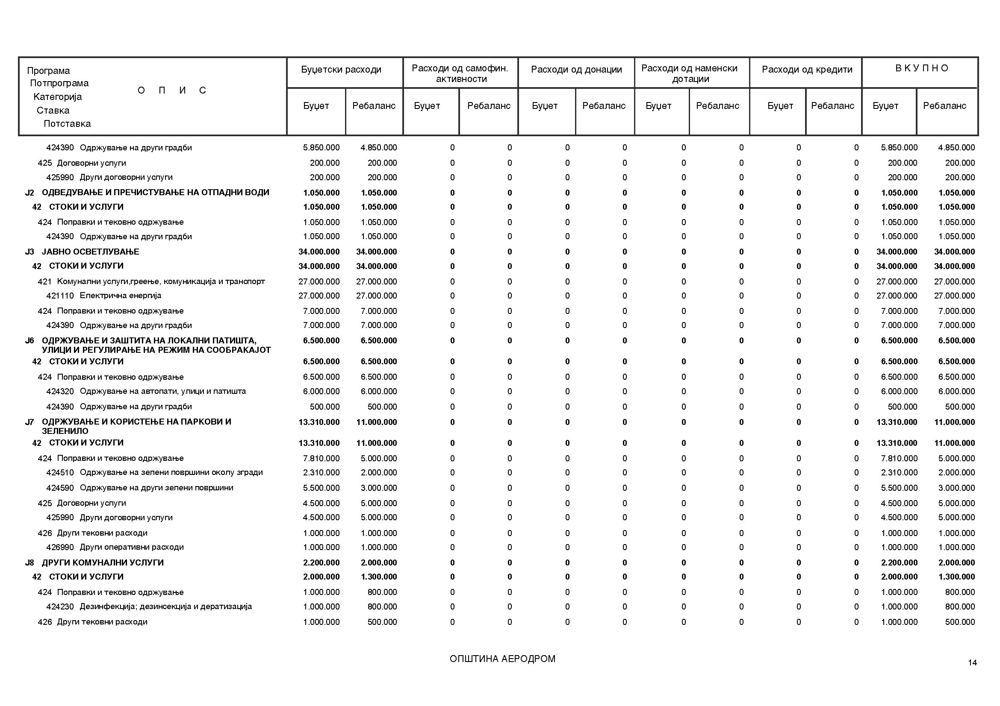 Програма
Потпрограма
Категорија
Ставка
Потставка
О П И С
Буџетски расходи
Расходи од самофин.
активности
Расходи од донации
Расходи од наменски
дотации
Расходи од кредити
В К У П Н О
Буџет Ребаланс Буџет Ребаланс Буџет Ребаланс Буџет Ребаланс Буџет Ребаланс Буџет Ребаланс
424390 Одржување на други градби 5.850.000 4.850.000 0 0 0 0 0 0 0 0 5.850.000 4.850.000
425 Договорни услуги 200.000 200.000 0 0 0 0 0 0 0 0 200.000 200.000
425990 Други договорни услуги 200.000 200.000 0 0 0 0 0 0 0 0 200.000 200.000
J2 ОДВЕДУВАЊЕ И ПРЕЧИСТУВАЊЕ НА ОТПАДНИ ВОДИ 1.050.000 1.050.000 0 0 0 0 0 0 0 0 1.050.000 1.050.000
42 СТОКИ И УСЛУГИ 1.050.000 1.050.000 0 0 0 0 0 0 0 0 1.050.000 1.050.000
424 Поправки и тековно одржување 1.050.000 1.050.000 0 0 0 0 0 0 0 0 1.050.000 1.050.000
424390 Одржување на други градби 1.050.000 1.050.000 0 0 0 0 0 0 0 0 1.050.000 1.050.000
J3 ЈАВНО ОСВЕТЛУВАЊЕ 34.000.000 34.000.000 0 0 0 0 0 0 0 0 34.000.000 34.000.000
42 СТОКИ И УСЛУГИ 34.000.000 34.000.000 0 0 0 0 0 0 0 0 34.000.000 34.000.000
421 Комунални услуги,греење, комуникација и транспорт 27.000.000 27.000.000 0 0 0 0 0 0 0 0 27.000.000 27.000.000
421110 Електрична енергија 27.000.000 27.000.000 0 0 0 0 0 0 0 0 27.000.000 27.000.000
424 Поправки и тековно одржување 7.000.000 7.000.000 0 0 0 0 0 0 0 0 7.000.000 7.000.000
424390 Одржување на други градби 7.000.000 7.000.000 0 0 0 0 0 0 0 0 7.000.000 7.000.000
J6 ОДРЖУВАЊЕ И ЗАШТИТА НА ЛОКАЛНИ ПАТИШТА, 6.500.000 6.500.000 0 0 0 0 0 0 0 0 6.500.000 6.500.000
УЛИЦИ И РЕГУЛИРАЊЕ НА РЕЖИМ НА СООБРАКАЈОТ
42 СТОКИ И УСЛУГИ 6.500.000 6.500.000 0 0 0 0 0 0 0 0 6.500.000 6.500.000
424 Поправки и тековно одржување 6.500.000 6.500.000 0 0 0 0 0 0 0 0 6.500.000 6.500.000
424320 Одржување на автопати, улици и патишта 6.000.000 6.000.000 0 0 0 0 0 0 0 0 6.000.000 6.000.000
424390 Одржување на други градби 500.000 500.000 0 0 0 0 0 0 0 0 500.000 500.000
J7 ОДРЖУВАЊЕ И КОРИСТЕЊЕ НА ПАРКОВИ И 13.310.000 11.000.000 0 0 0 0 0 0 0 0 13.310.000 11.000.000
ЗЕЛЕНИЛО
42 СТОКИ И УСЛУГИ 13.310.000 11.000.000 0 0 0 0 0 0 0 0 13.310.000 11.000.000
424 Поправки и тековно одржување 7.810.000 5.000.000 0 0 0 0 0 0 0 0 7.810.000 5.000.000
424510 Одржување на зелени површини околу згради 2.310.000 2.000.000 0 0 0 0 0 0 0 0 2.310.000 2.000.000
424590 Одржување на други зелени површини 5.500.000 3.000.000 0 0 0 0 0 0 0 0 5.500.000 3.000.000
425 Договорни услуги 4.500.000 5.000.000 0 0 0 0 0 0 0 0 4.500.000 5.000.000
425990 Други договорни услуги 4.500.000 5.000.000 0 0 0 0 0 0 0 0 4.500.000 5.000.000
426 Други тековни расходи 1.000.000 1.000.000 0 0 0 0 0 0 0 0 1.000.000 1.000.000
426990 Други оперативни расходи 1.000.000 1.000.000 0 0 0 0 0 0 0 0 1.000.000 1.000.000
J8 ДРУГИ КОМУНАЛНИ УСЛУГИ 2.200.000 2.000.000 0 0 0 0 0 0 0 0 2.200.000 2.000.000
42 СТОКИ И УСЛУГИ 2.000.000 1.300.000 0 0 0 0 0 0 0 0 2.000.000 1.300.000
424 Поправки и тековно одржување 1.000.000 800.000 0 0 0 0 0 0 0 0 1.000.000 800.000
424230 Дезинфекција; дезинсекција и дератизација 1.000.000 800.000 0 0 0 0 0 0 0 0 1.000.000 800.000
426 Други тековни расходи 1.000.000 500.000 0 0 0 0 0 0 0 0 1.000.000 500.000
ОПШТИНА АЕРОДРОМ
14